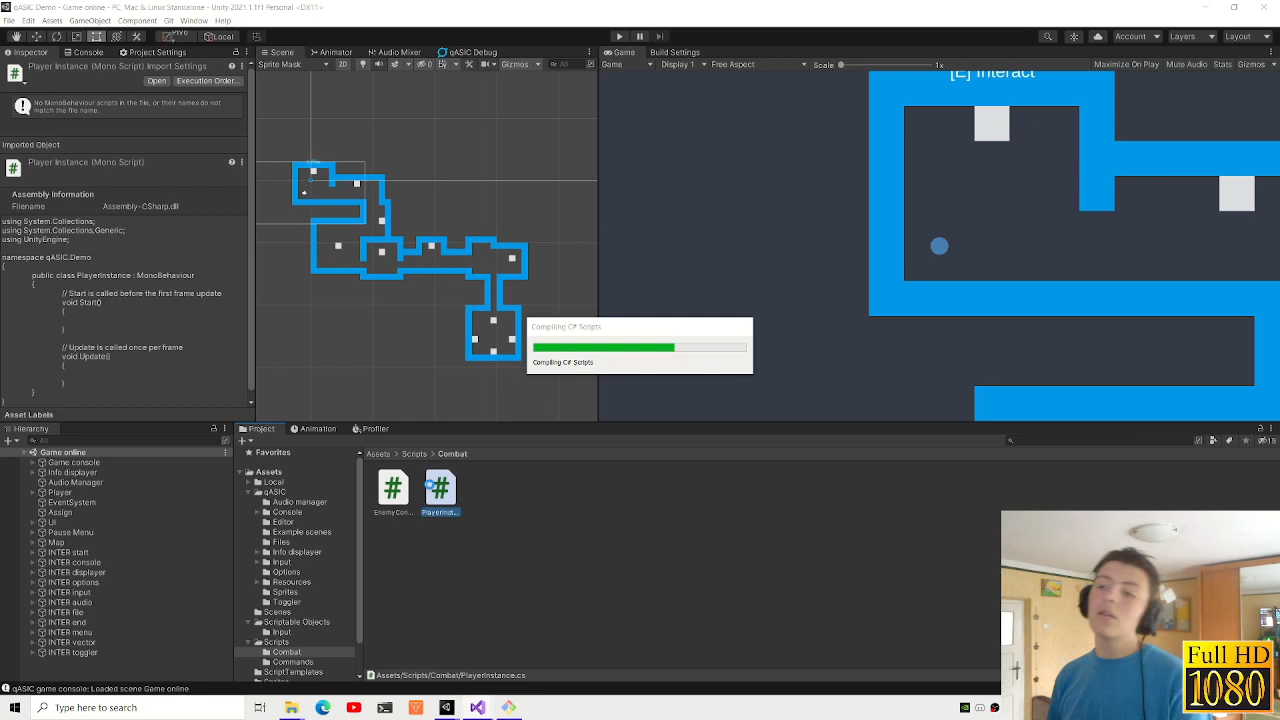 qASIC Demo - Game online - PC, Mac & Linux Standalone - Unity 2021.1.1f1 Personal <DX11>
File Edit Assets GameObject Component Git Window Help
Pivot Local Account Layers Layout
Inspector Console Project Settings
Scene Animator Audio Mixer qASIC Debug
Game Build Settings
Sprite Mask 2D 0 Gizmos All
Game Display 1 Free Aspect Scale 1x Maximize On Play Mute Audio Stats Gizmos
Player Instance (Mono Script) Import Settings
Open Execution Order...
No MonoBehaviour scripts in the file, or their names do not
match the file name.
Imported Object
Player Instance (Mono Script)
Assembly Information
Filename Assembly-CSharp.dll
using System.Collections;
using System.Collections.Generic;
using UnityEngine;
namespace qASIC.Demo
{
public class PlayerInstance : MonoBehaviour
{
// Start is called before the first frame update
void Start()
{
}
// Update is called once per frame
void Update()
{
}
}
}
Asset Labels
[E] Interact
Compiling C# Scripts
Compiling C# Scripts
Hierarchy
All
Game online
Game console
Info displayer
Audio Manager
Player
EventSystem
Assign
UI
Pause Menu
Map
INTER start
INTER console
INTER displayer
INTER options
INTER input
INTER audio
INTER file
INTER end
INTER menu
INTER vector
INTER toggler
Project Animation Profiler
Favorites
Assets
Local
qASIC
Audio manager
Console
Editor
Example scenes
Files
Info displayer
Input
Options
Resources
Sprites
Toggler
Scenes
Scriptable Objects
Input
Scripts
Combat
Commands
ScriptTemplates
Assets Scripts Combat
EnemyCon... PlayerInst...
Assets/Scripts/Combat/PlayerInstance.cs
qASIC game console: Loaded scene Game online
Type here to search
Full HD
1080